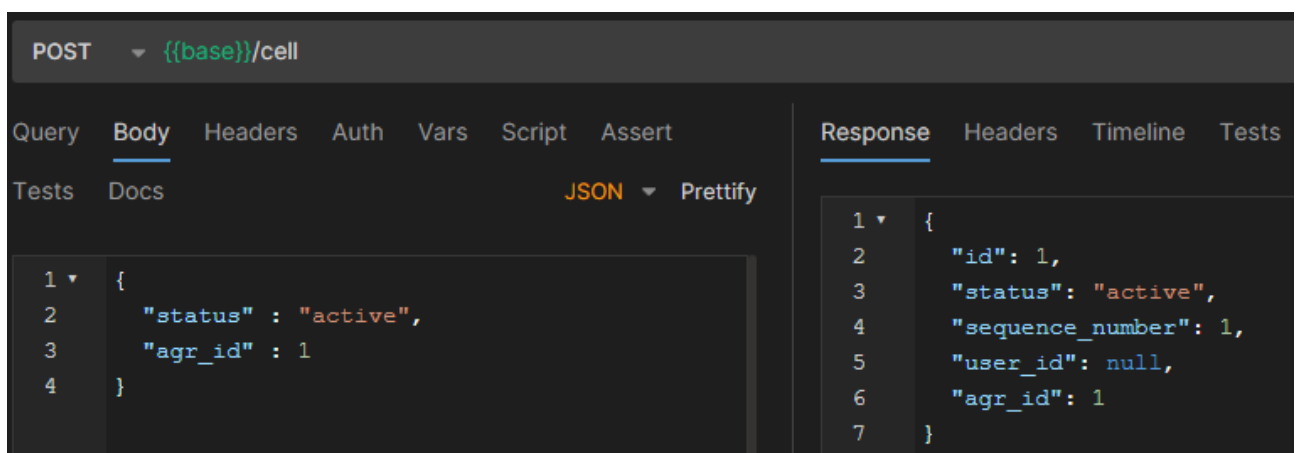 POST {{base}}/cell
Query Body Headers Auth Vars Script Assert
Tests Docs JSON Prettify
1 {
2 "status" : "active",
3 "agr_id" : 1
4 }
Response Headers Timeline Tests
1 {
2 "id": 1,
3 "status": "active",
4 "sequence_number": 1,
5 "user_id": null,
6 "agr_id": 1
7 }